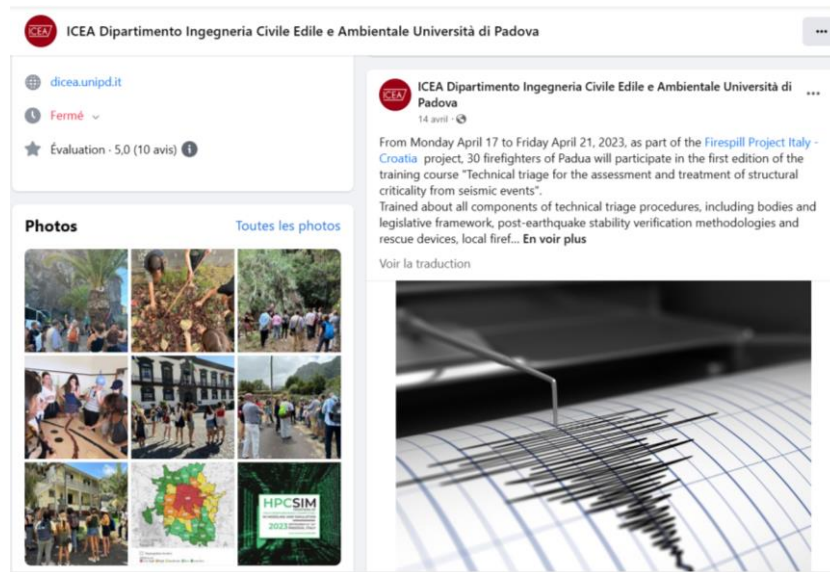 ICEA
ICEA Dipartimento Ingegneria Civile Edile e Ambientale Università di Padova
dicea.unipd.it
Fermé
Évaluation · 5,0 (10 avis)
Photos
Toutes les photos
HPCSIM
2023
ICEA
ICEA Dipartimento Ingegneria Civile Edile e Ambientale Università di
Padova
14 avril ·
From Monday April 17 to Friday April 21, 2023, as part of the Firespill Project Italy -
Croatia project, 30 firefighters of Padua will participate in the first edition of the
training course "Technical triage for the assessment and treatment of structural
criticality from seismic events".
Trained about all components of technical triage procedures, including bodies and
legislative framework, post-earthquake stability verification methodologies and
rescue devices, local firef... En voir plus
Voir la traduction